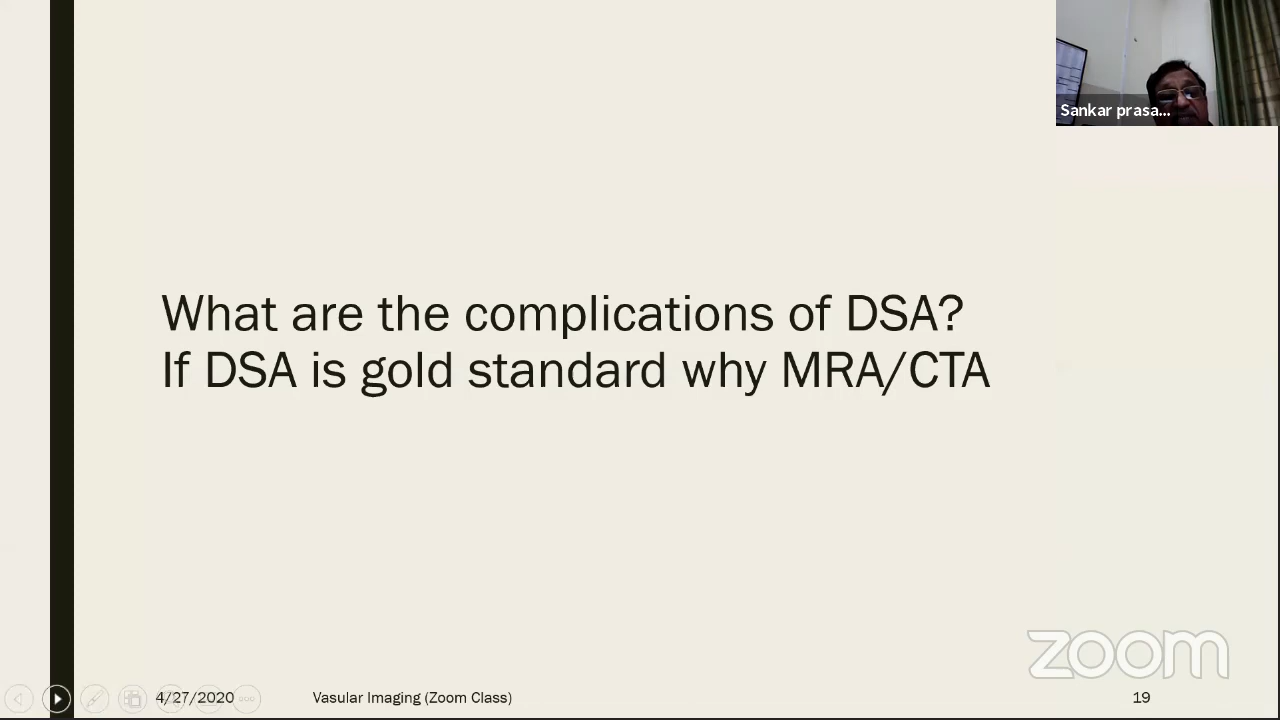 Sankar prasa...
What are the complications of DSA?
If DSA is gold standard why MRA/CTA
zoom
4/27/2020 Vasular Imaging (Zoom Class) 19